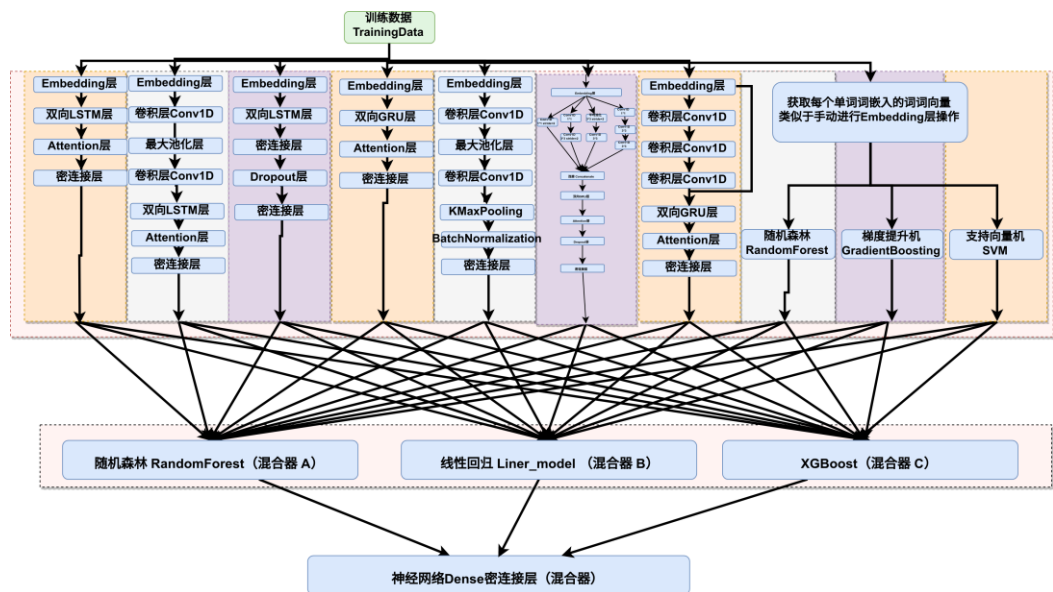 训练数据
TrainingData
Embedding层
双向LSTM层
Attention层
密连接层
Embedding层
卷积层Conv1D
最大池化层
卷积层Conv1D
双向LSTM层
Attention层
密连接层
Embedding层
双向LSTM层
密连接层
Dropout层
密连接层
Embedding层
双向GRU层
Attention层
密连接层
Embedding层
卷积层Conv1D
最大池化层
卷积层Conv1D
KMaxPooling
BatchNormalization
密连接层
Embedding层
卷积层Conv1D
卷积层Conv1D
卷积层Conv1D
双向GRU层
Attention层
密连接层
获取每个单词词嵌入的词词向量
类似于手动进行Embedding层操作
随机森林
RandomForest
梯度提升机
GradientBoosting
支持向量机
SVM
随机森林 RandomForest（混合器 A）
线性回归 Liner_model （混合器 B）
XGBoost（混合器 C）
神经网络Dense密连接层（混合器）